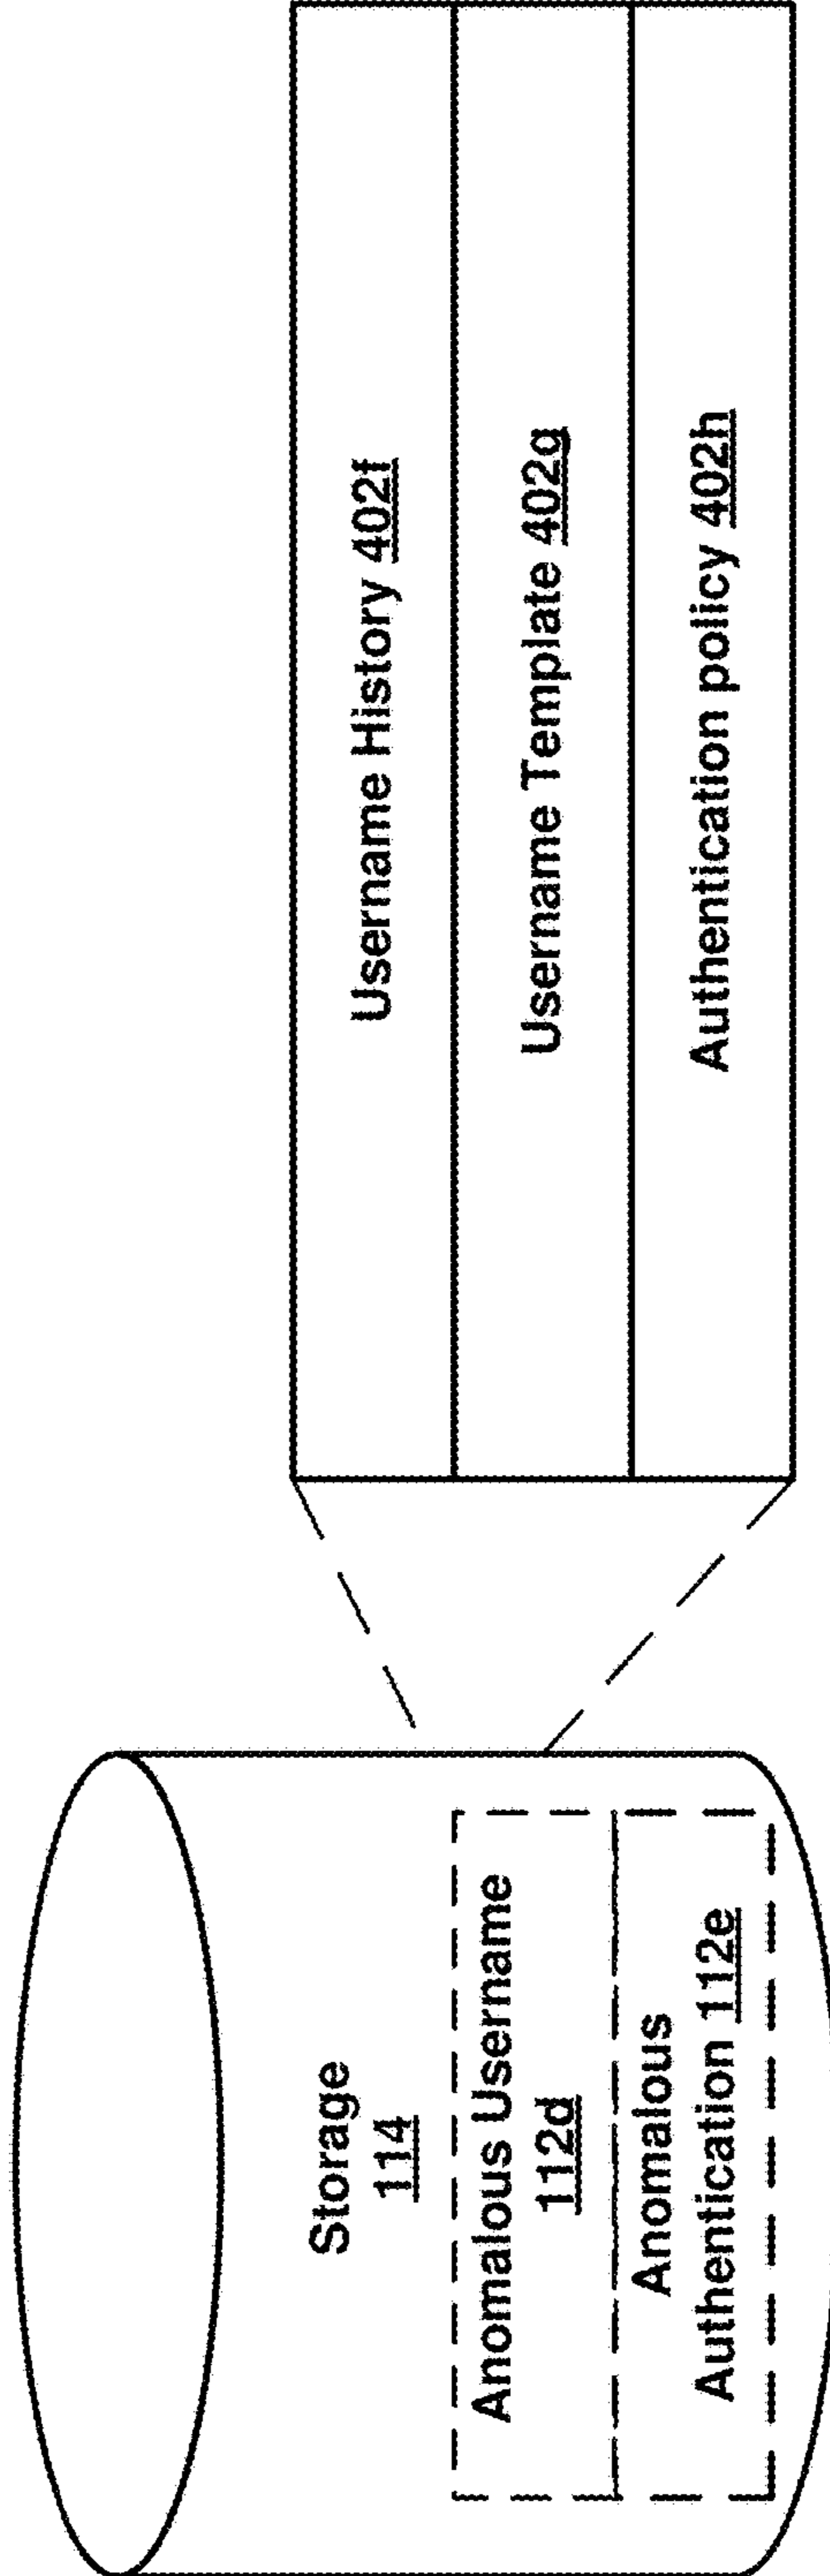 Storage
114
Anomalous Username
112d
Anomalous
Authentication 112e
Username History 402f
Username Template 402g
Authentication policy 402h